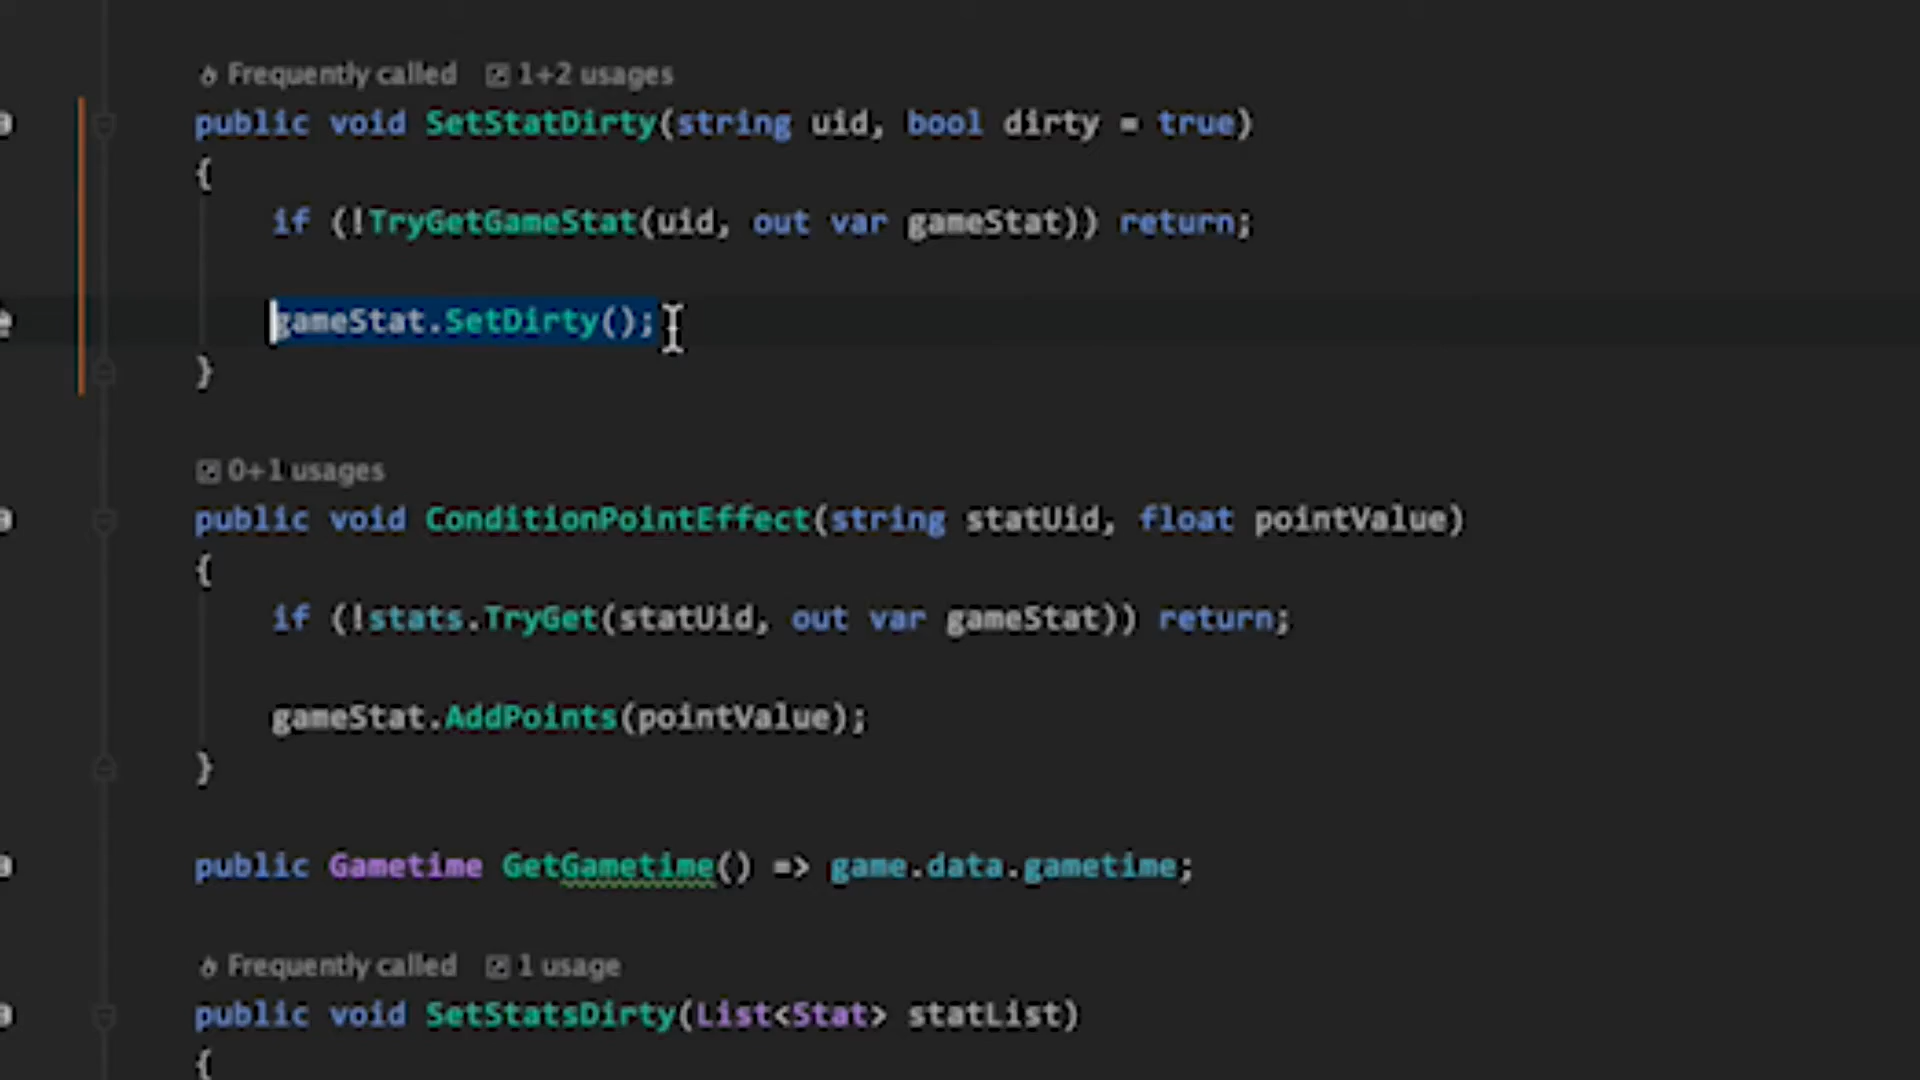 Frequently called 1+2 usages
public void SetStatDirty(string uid, bool dirty = true)
{
if (!TryGetGameStat(uid, out var gameStat)) return;
gameStat.SetDirty();
}
0+1 usages
public void ConditionPointEffect(string statUid, float pointValue)
{
if (!stats.TryGet(statUid, out var gameStat)) return;
gameStat.AddPoints(pointValue);
}
public Gametime GetGametime() => game.data.gametime;
Frequently called 1 usage
public void SetStatsDirty(List<Stat> statList)
{